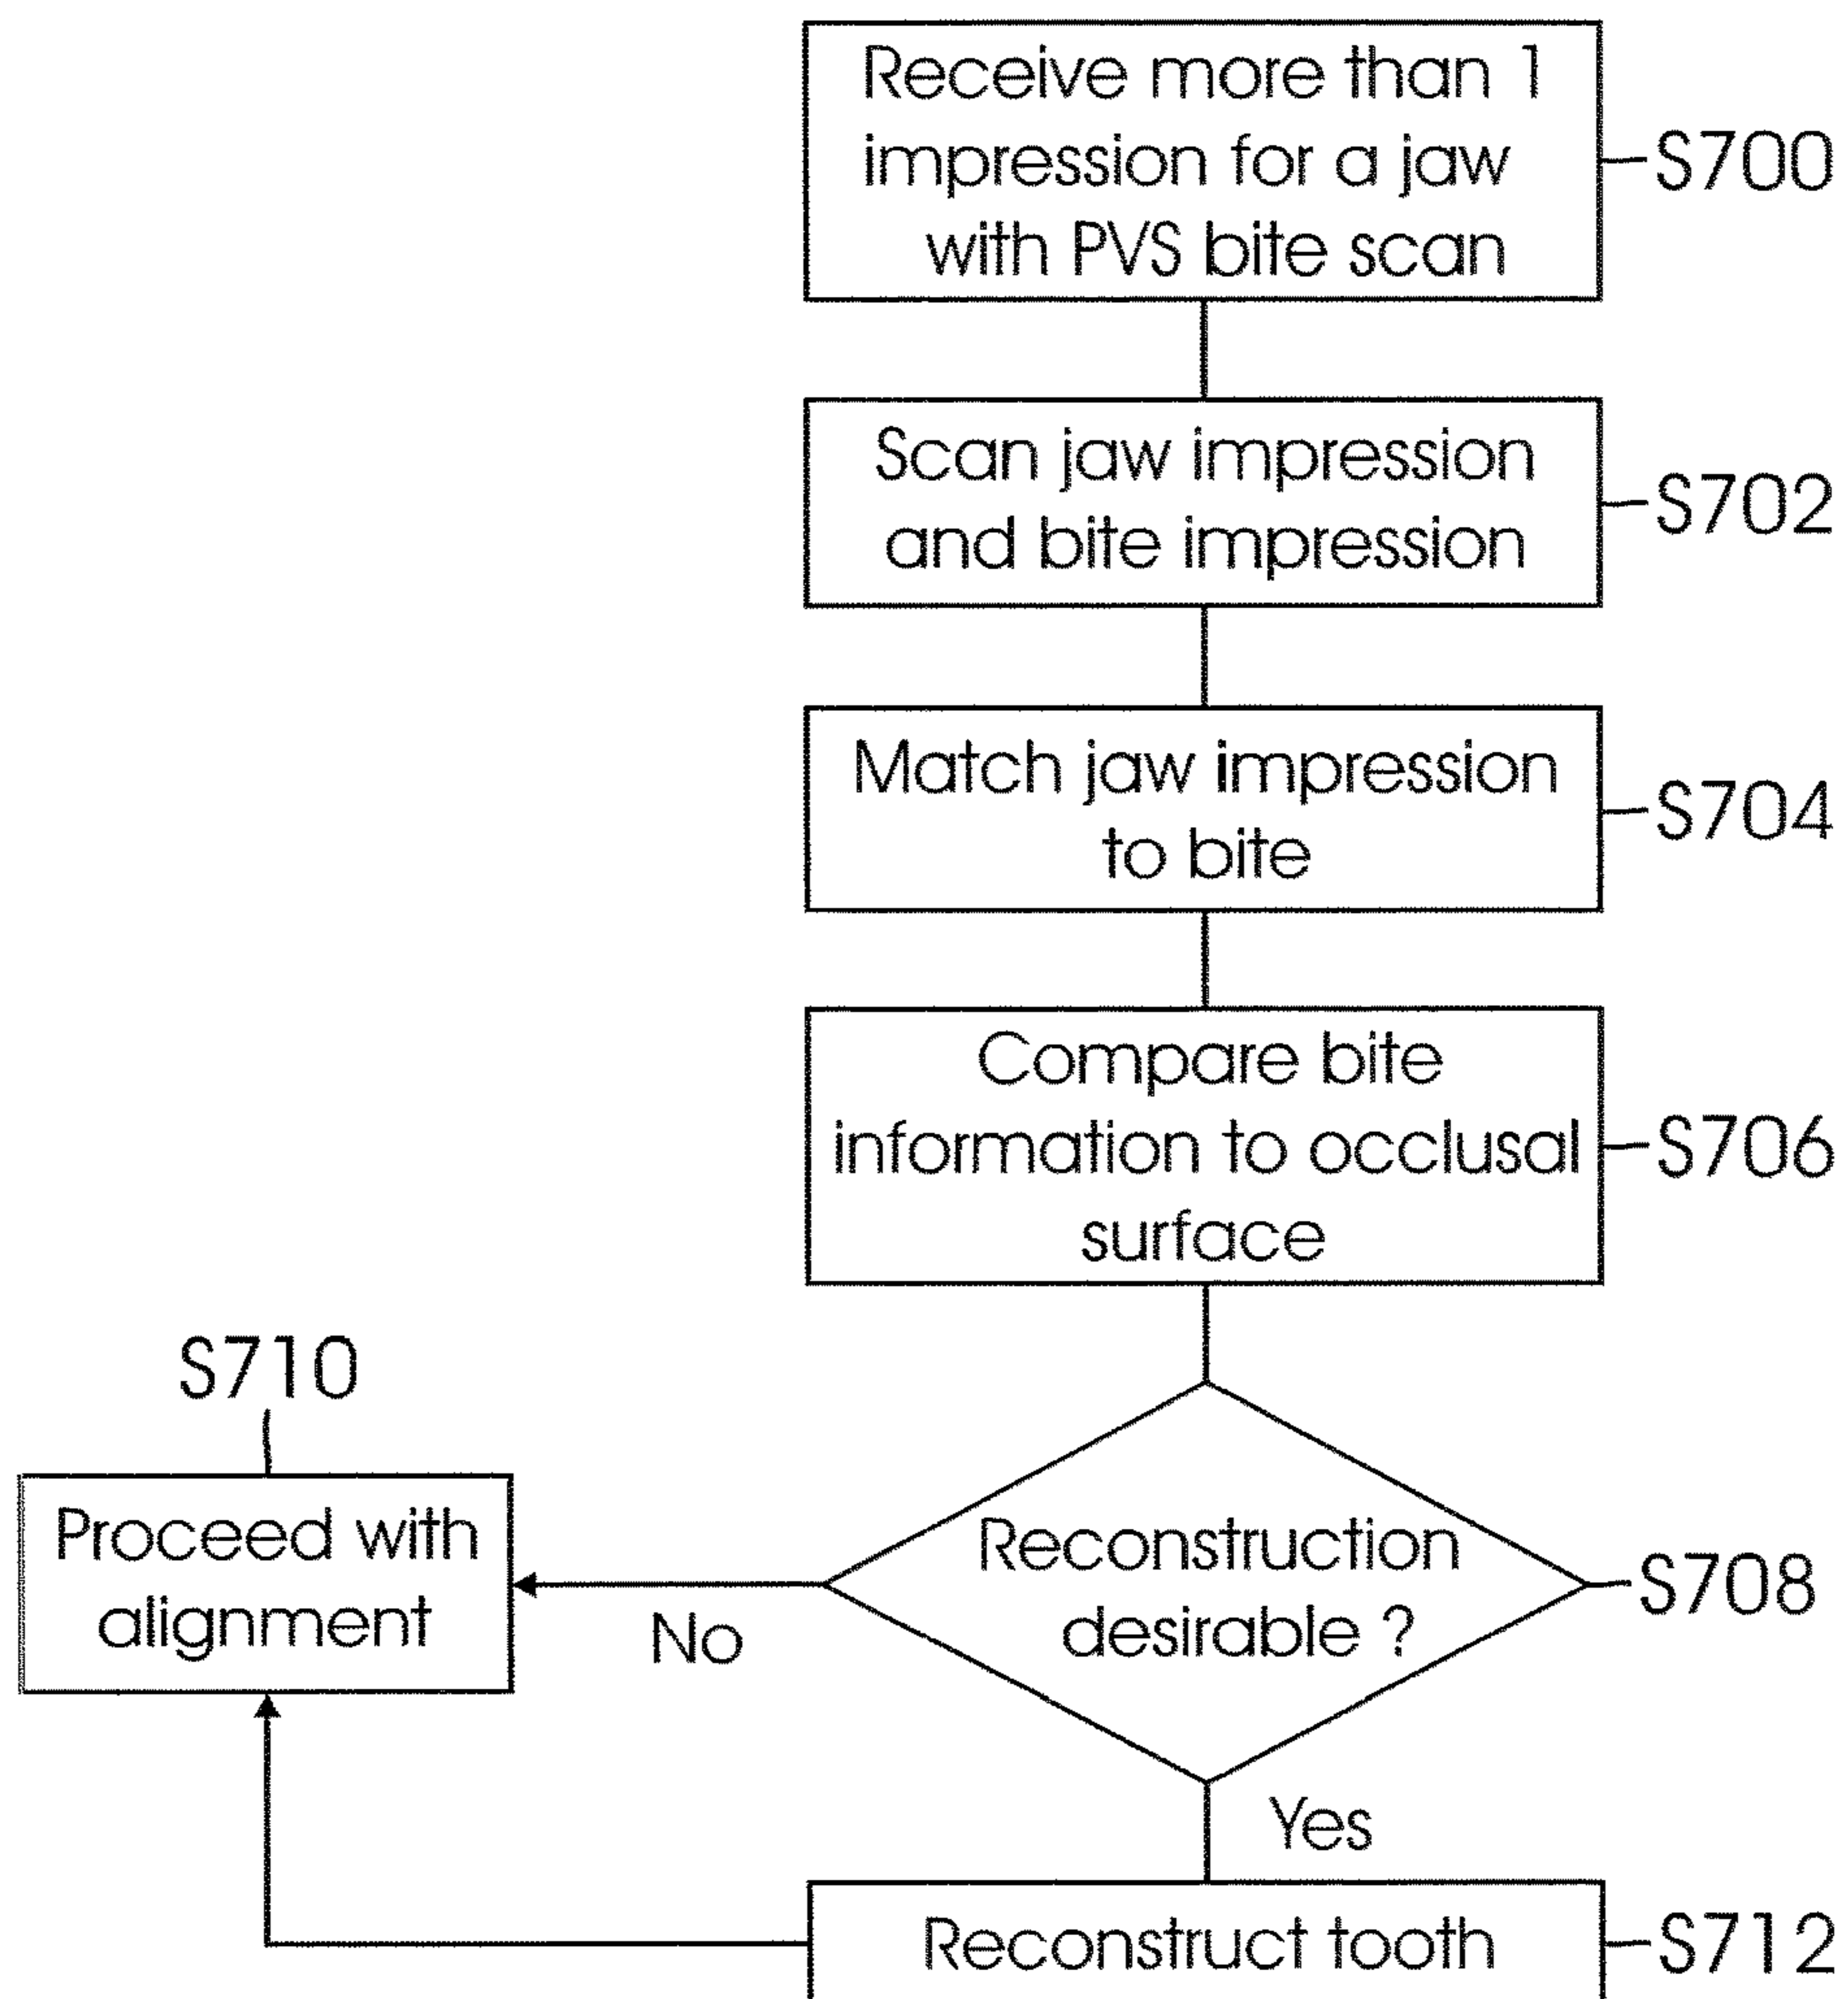 Receive more than 1
impression for a jaw
with PVS bite scan
S700
Scan jaw impression
and bite impression
S702
Match jaw impression
to bite
S704
Compare bite
information to occlusal
surface
S706
S710
Proceed with
alignment
No
Reconstruction
desirable ?
S708
Yes
Reconstruct tooth
S712